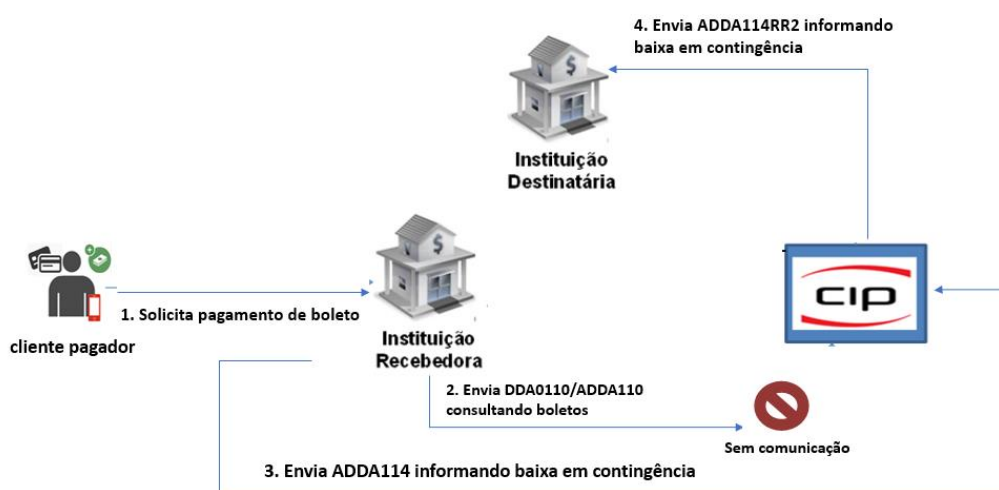 4. Envia ADDA114RR2 informando
baixa em contingência
Instituição
Destinatária
cliente pagador
1. Solicita pagamento de boleto
Instituição
Recebedora
CIP
2. Envia DDA0110/ADDA110
consultando boletos
Sem comunicação
3. Envia ADDA114 informando baixa em contingência